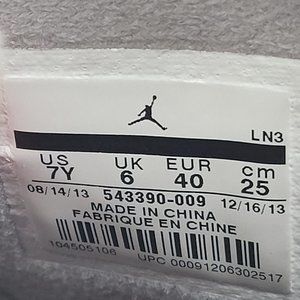 LN3
US UK EUR cm
7Y 6 40 25
08/14/13 543390-009 12/16/13
MADE IN CHINA
FABRIQUE EN CHINE
104505106 UPC 00091206302517